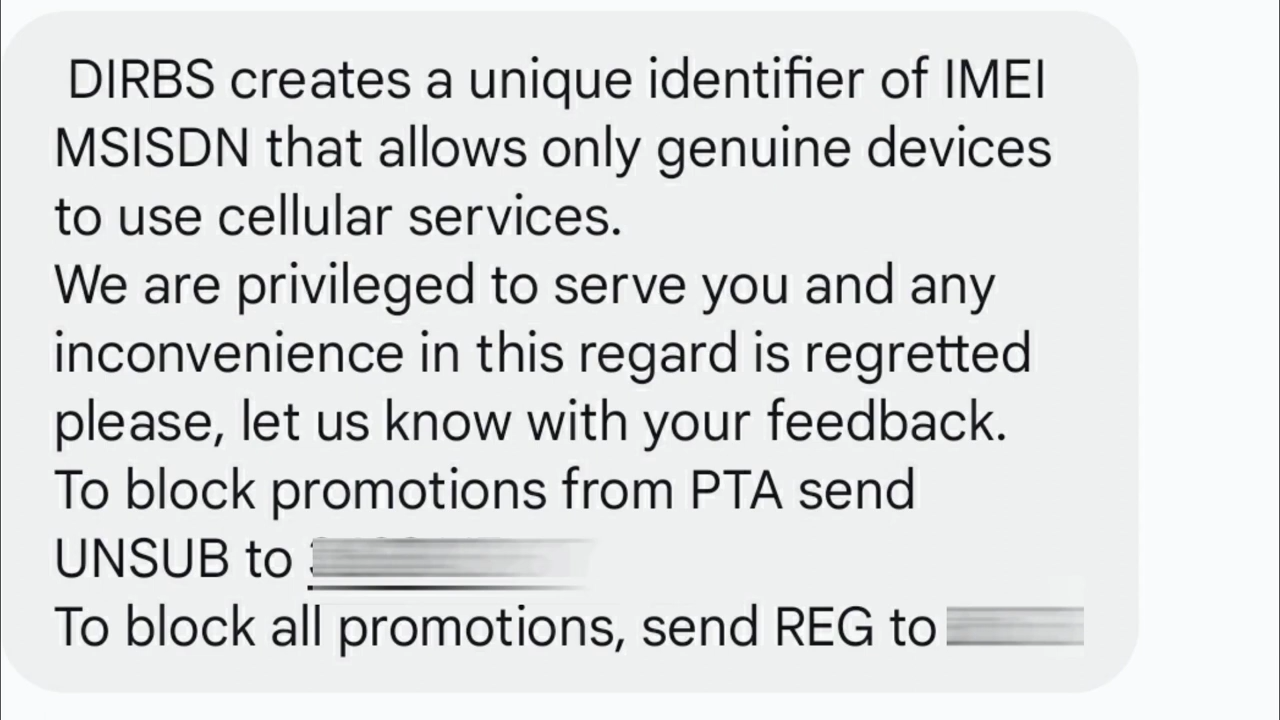 DIRBS creates a unique identifier of IMEI
MSISDN that allows only genuine devices
to use cellular services.
We are privileged to serve you and any
inconvenience in this regard is regretted
please, let us know with your feedback.
To block promotions from PTA send
UNSUB to
To block all promotions, send REG to